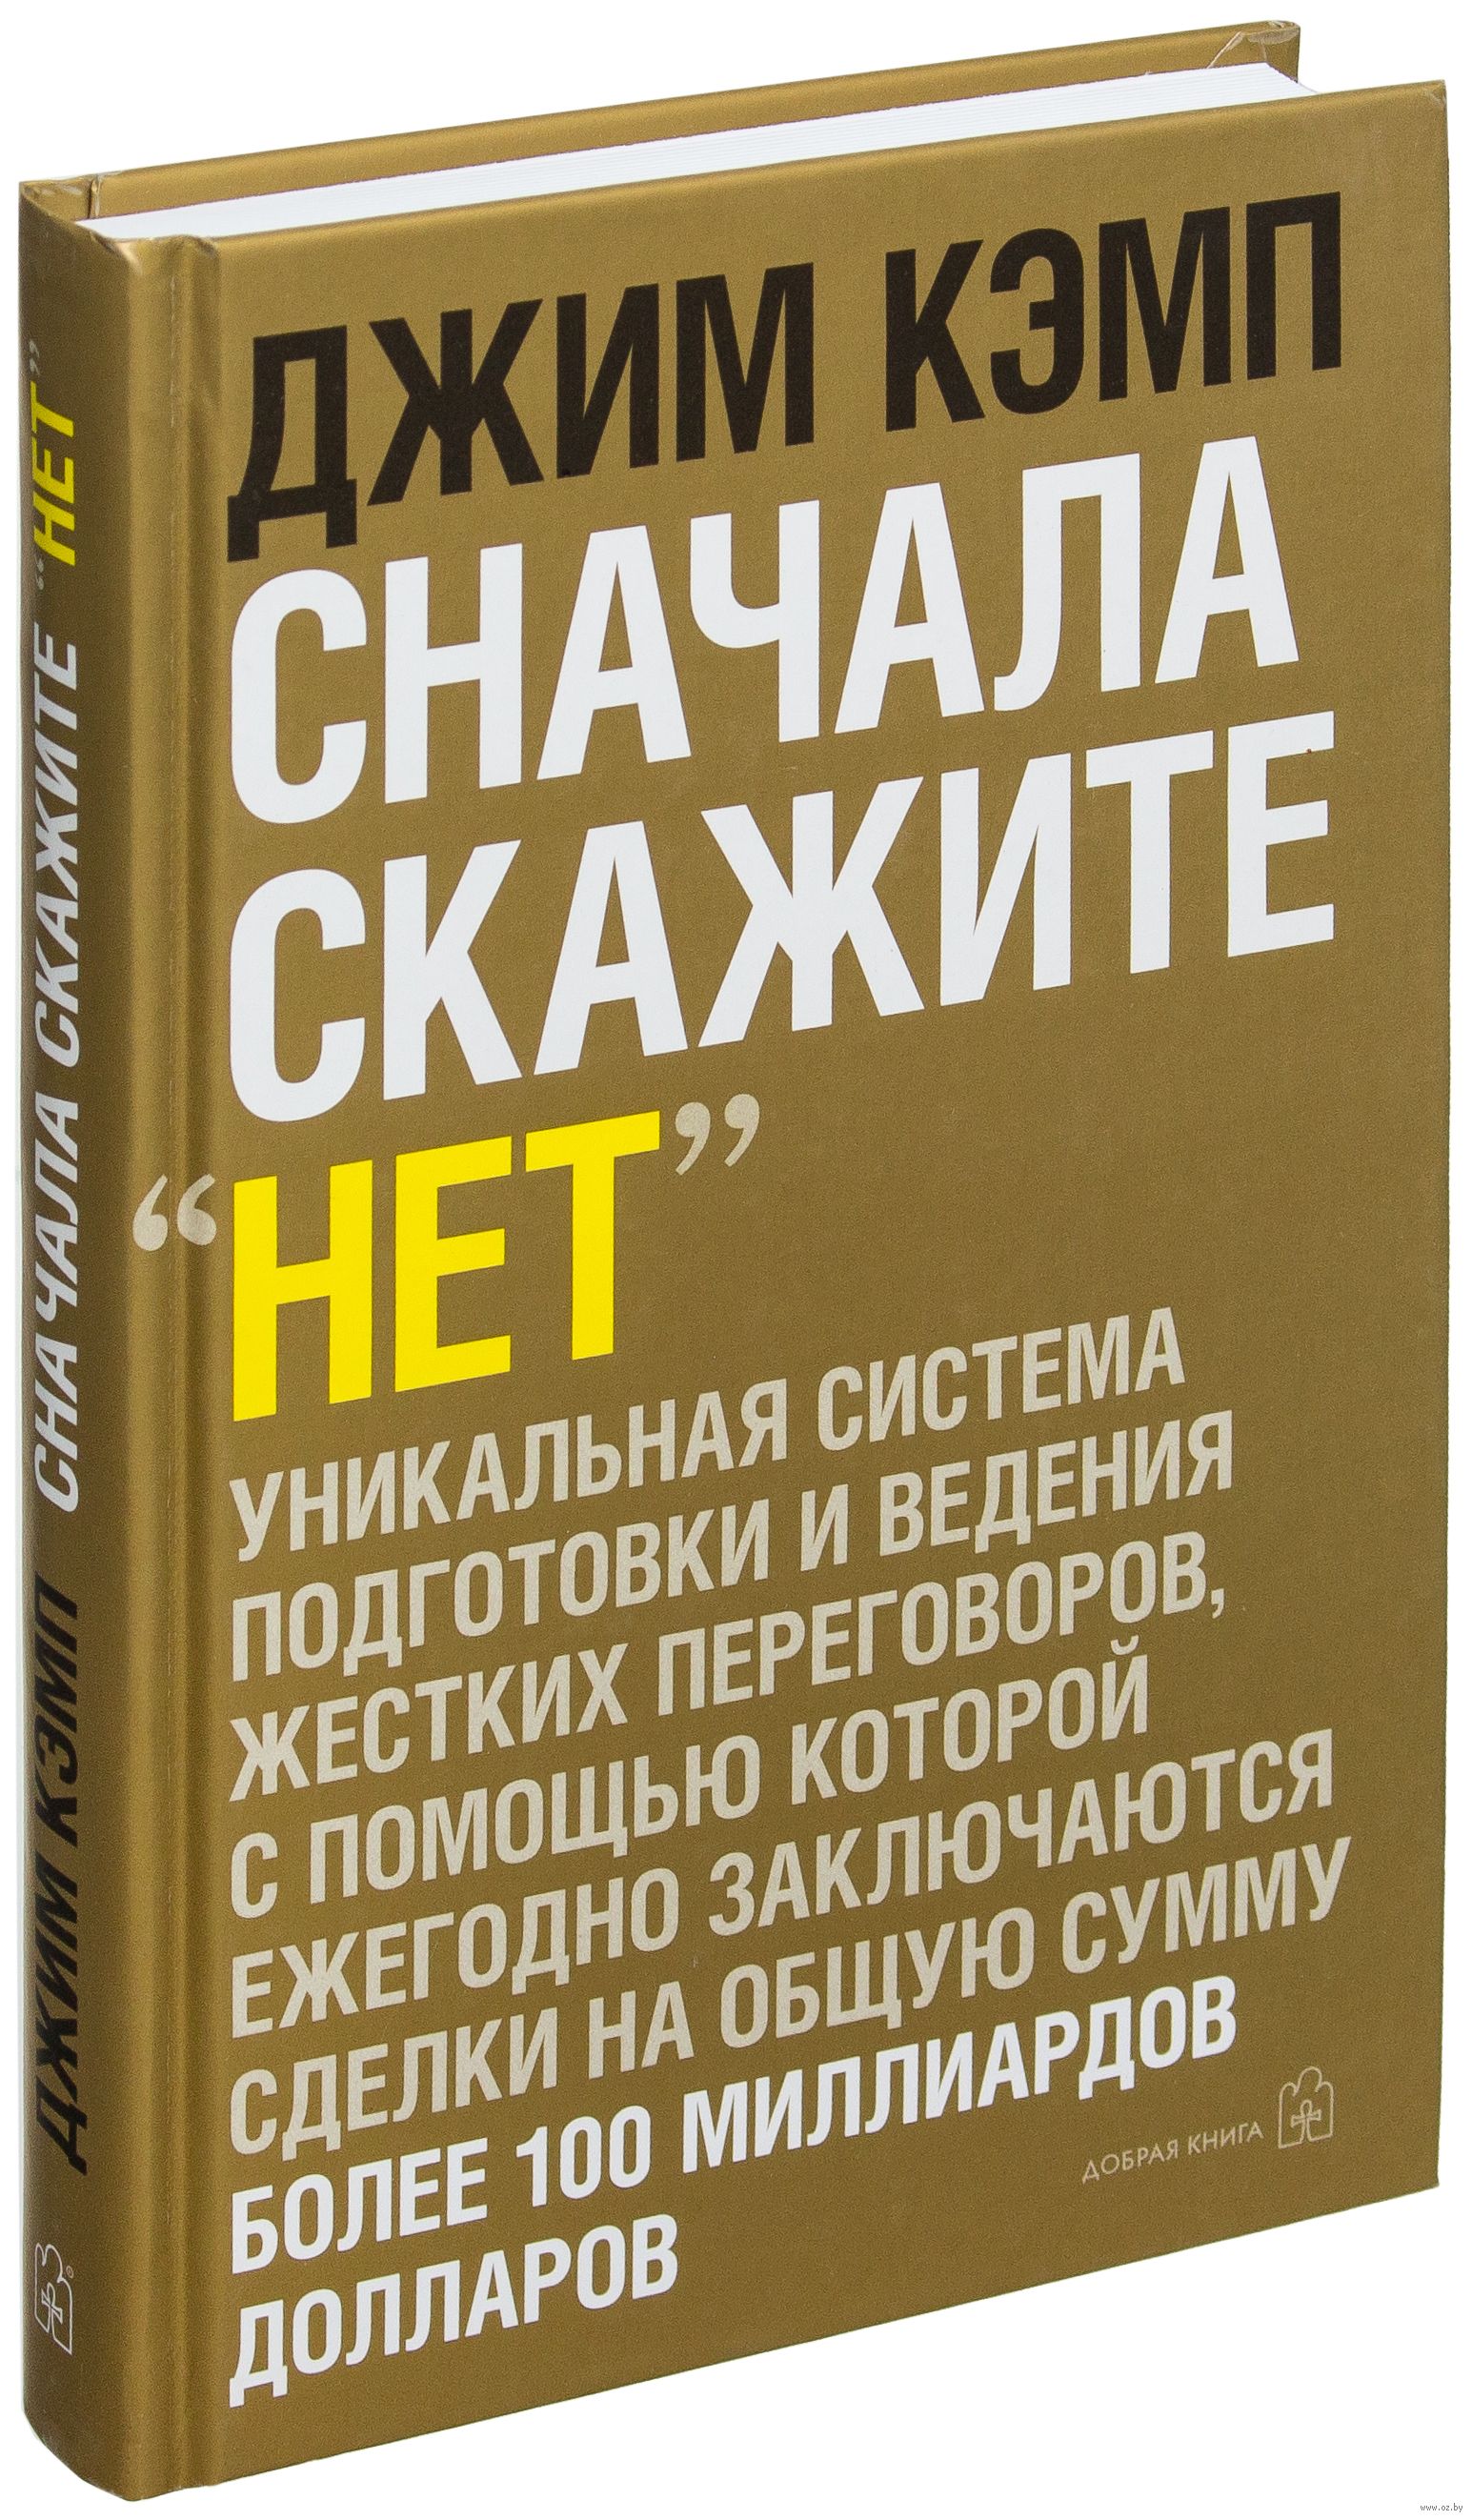 ДЖИМ КЭМП
СНАЧАЛА
СКАЖИТЕ
“НЕТ”
УНИКАЛЬНАЯ СИСТЕМА
ПОДГОТОВКИ И ВЕДЕНИЯ
ЖЕСТКИХ ПЕРЕГОВОРОВ,
С ПОМОЩЬЮ КОТОРОЙ
ЕЖЕГОДНО ЗАКЛЮЧАЮТСЯ
СДЕЛКИ НА ОБЩУЮ СУММУ
БОЛЕЕ 100 МИЛЛИАРДОВ
ДОЛЛАРОВ
ДОБРАЯ КНИГА
ДЖИМ КЭМП СНАЧАЛА СКАЖИТЕ “НЕТ”
www.oz.by